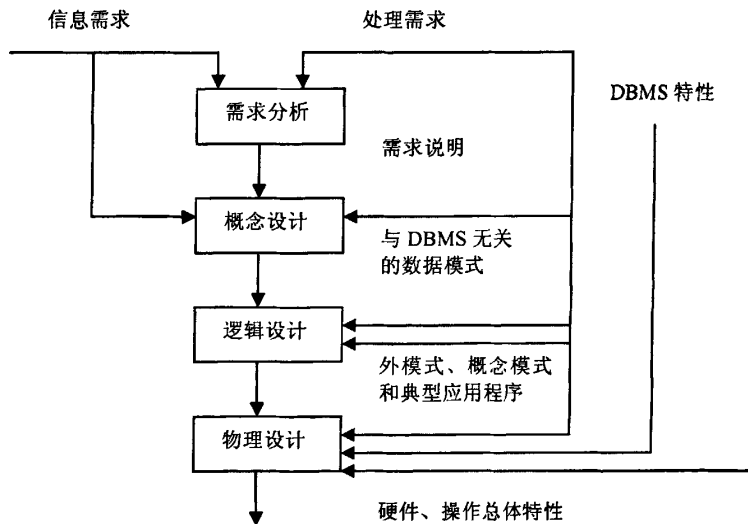 信息需求
处理需求
DBMS 特性
需求分析
需求说明
概念设计
与 DBMS 无关
的数据模式
逻辑设计
外模式、概念模式
和典型应用程序
物理设计
硬件、操作总体特性